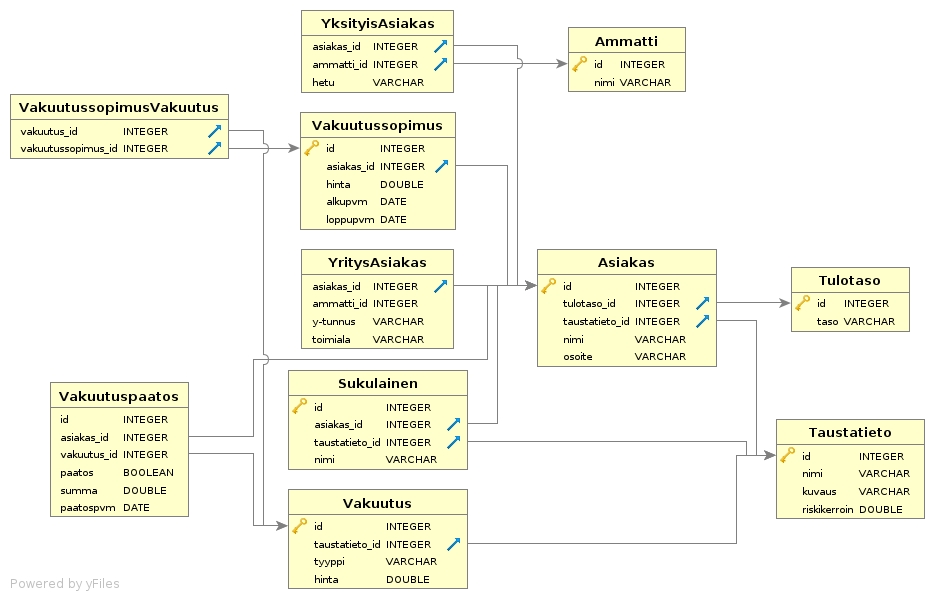 YksityisAsiakas
asiakas_id INTEGER
ammatti_id INTEGER
hetu VARCHAR
Ammatti
id INTEGER
nimi VARCHAR
VakuutussopimusVakuutus
vakuutus_id INTEGER
vakuutussopimus_id INTEGER
Vakuutussopimus
id INTEGER
asiakas_id INTEGER
hinta DOUBLE
alkupvm DATE
loppupvm DATE
YritysAsiakas
asiakas_id INTEGER
ammatti_id INTEGER
y-tunnus VARCHAR
toimiala VARCHAR
Asiakas
id INTEGER
tulotaso_id INTEGER
taustatieto_id INTEGER
nimi VARCHAR
osoite VARCHAR
Tulotaso
id INTEGER
taso VARCHAR
Vakuutuspaatos
id INTEGER
asiakas_id INTEGER
vakuutus_id INTEGER
paatos BOOLEAN
summa DOUBLE
paatospvm DATE
Sukulainen
id INTEGER
asiakas_id INTEGER
taustatieto_id INTEGER
nimi VARCHAR
Taustatieto
id INTEGER
nimi VARCHAR
kuvaus VARCHAR
riskikerroin DOUBLE
Vakuutus
id INTEGER
taustatieto_id INTEGER
tyyppi VARCHAR
hinta DOUBLE
Powered by yFiles